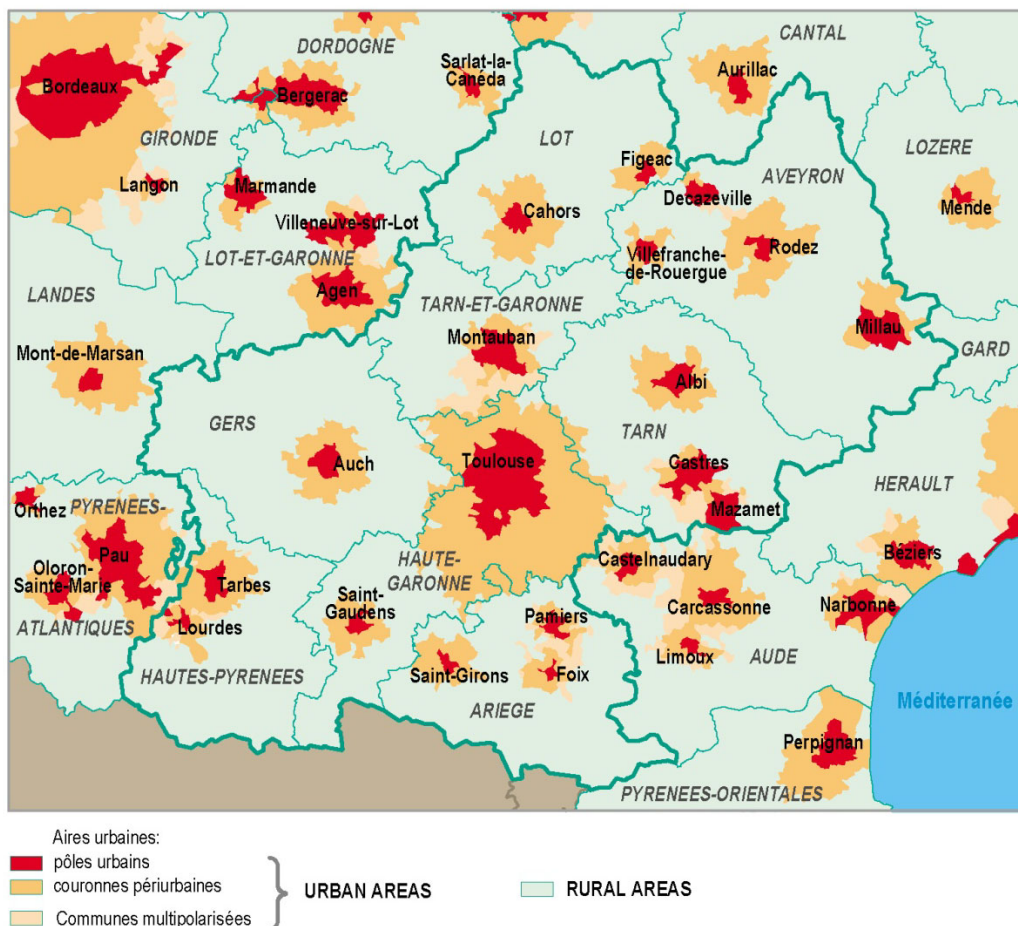 DORDOGNE
CANTAL
Sarlat-la-
Canéda
Aurillac
Bordeaux
Bergerac
GIRONDE
LOT
LOZERE
Figeac
AVEYRON
Langon
Marmande
Decazeville
Mende
Cahors
Villeneuve-sur-Lot
Villefranche-
de-Rouergue
Rodez
LOT-ET-GARONNE
Agen
LANDES
TARN-ET-GARONNE
Millau
Montauban
GARD
Mont-de-Marsan
Albi
GERS
TARN
Auch
Toulouse
Castres
HERAULT
Orthez
PYRENEES-
Mazamet
Pau
HAUTE-
GARONNE
Castelnaudary
Béziers
Oloron-
Sainte-Marie
Tarbes
Saint-
Gaudens
Carcassonne
Narbonne
ATLANTIQUES
Lourdes
Pamiers
Limoux
AUDE
HAUTES-PYRENEES
Saint-Girons
Foix
ARIEGE
Méditerranée
Perpignan
PYRENEES-ORIENTALES
Aires urbaines:
pôles urbains
couronnes périurbaines
Communes multipolarisées
URBAN AREAS
RURAL AREAS